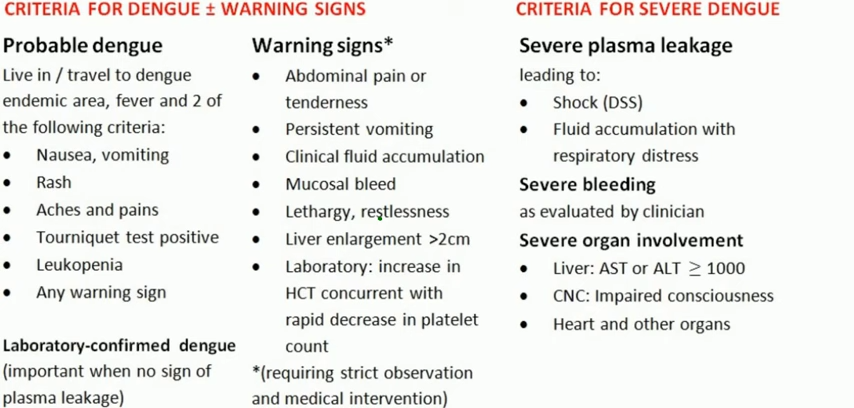 CRITERIA FOR DENGUE ± WARNING SIGNS
Probable dengue
Live in / travel to dengue
endemic area, fever and 2 of
the following criteria:
• Nausea, vomiting
• Rash
• Aches and pains
• Tourniquet test positive
• Leukopenia
• Any warning sign
Laboratory-confirmed dengue
(important when no sign of
plasma leakage)
Warning signs*
• Abdominal pain or
tenderness
• Persistent vomiting
• Clinical fluid accumulation
• Mucosal bleed
• Lethargy, restlessness
• Liver enlargement >2cm
• Laboratory: increase in
HCT concurrent with
rapid decrease in platelet
count
*(requiring strict observation
and medical intervention)
CRITERIA FOR SEVERE DENGUE
Severe plasma leakage
leading to:
• Shock (DSS)
• Fluid accumulation with
respiratory distress
Severe bleeding
as evaluated by clinician
Severe organ involvement
• Liver: AST or ALT ≥ 1000
• CNC: Impaired consciousness
• Heart and other organs